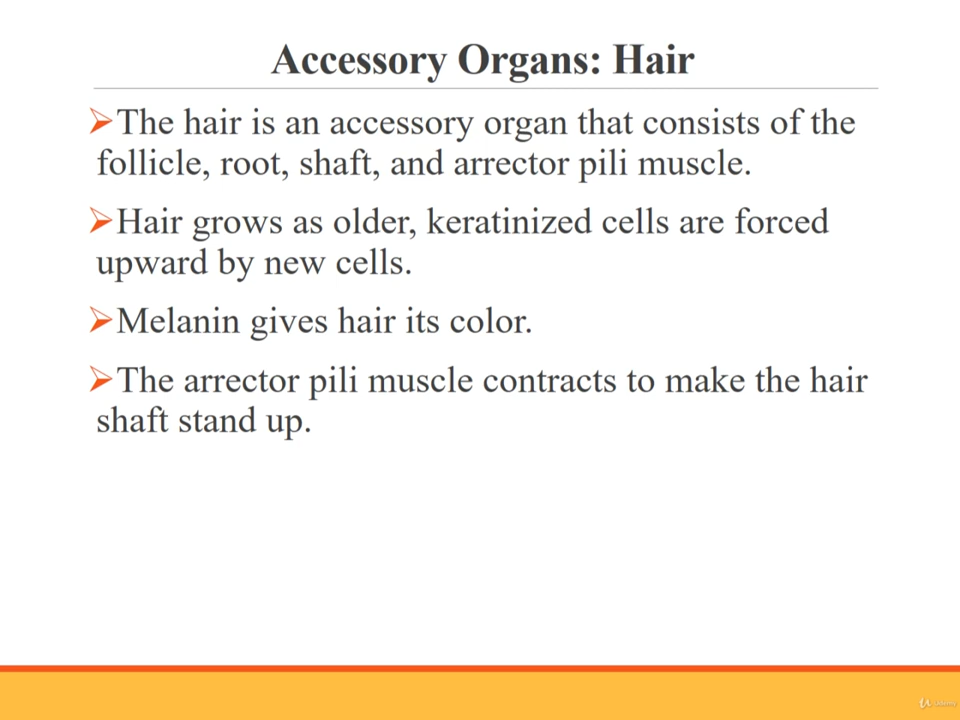 Accessory Organs: Hair
➢The hair is an accessory organ that consists of the
follicle, root, shaft, and arrector pili muscle.
➢Hair grows as older, keratinized cells are forced
upward by new cells.
➢Melanin gives hair its color.
➢The arrector pili muscle contracts to make the hair
shaft stand up.
Udemy